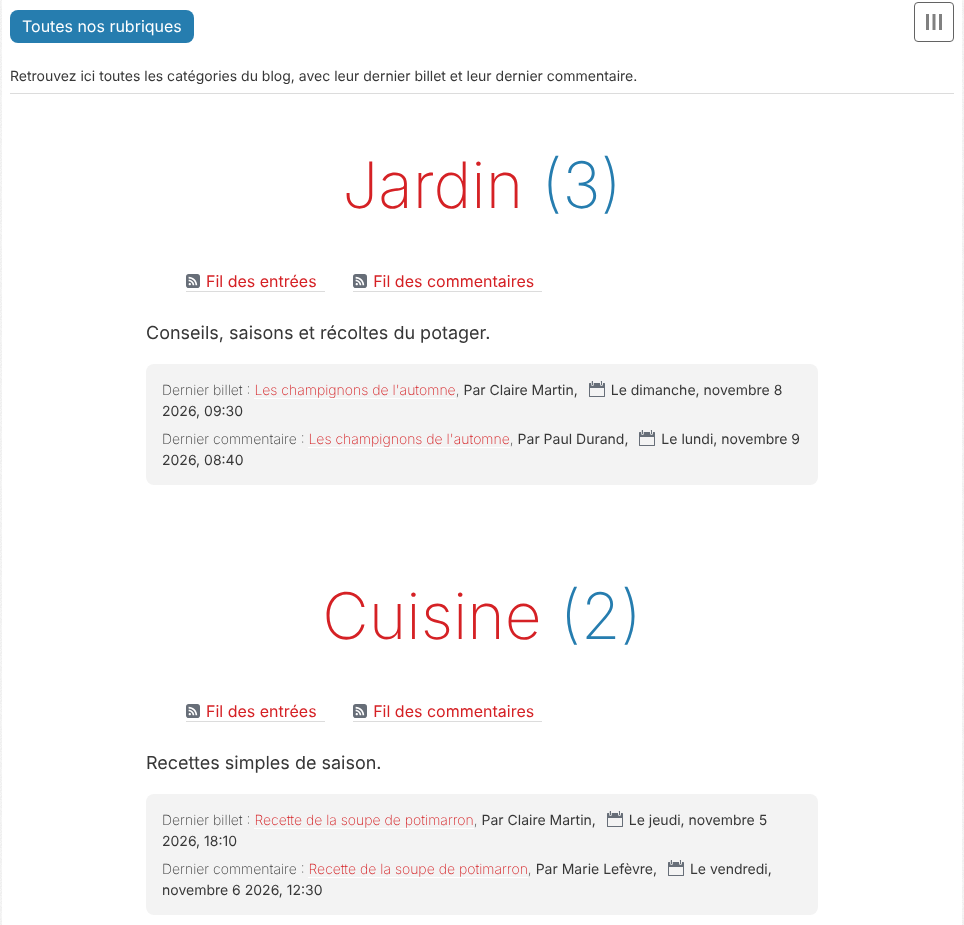 Toutes nos rubriques
Retrouvez ici toutes les catégories du blog, avec leur dernier billet et leur dernier commentaire.
Jardin (3)
Fil des entrées Fil des commentaires
Conseils, saisons et récoltes du potager.
Dernier billet : Les champignons de l'automne, Par Claire Martin, Le dimanche, novembre 8
2026, 09:30
Dernier commentaire : Les champignons de l'automne, Par Paul Durand, Le lundi, novembre 9
2026, 08:40
Cuisine (2)
Fil des entrées Fil des commentaires
Recettes simples de saison.
Dernier billet : Recette de la soupe de potimarron, Par Claire Martin, Le jeudi, novembre 5
2026, 18:10
Dernier commentaire : Recette de la soupe de potimarron, Par Marie Lefèvre, Le vendredi,
novembre 6 2026, 12:30